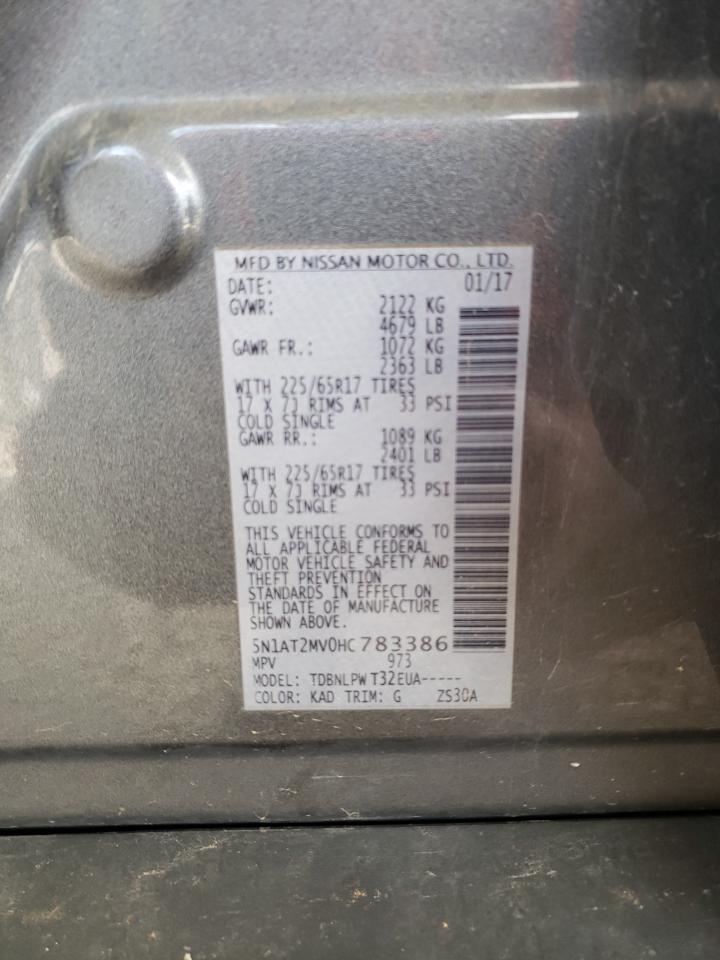 MFD BY NISSAN MOTOR CO., LTD.
DATE: 01/17
GVWR: 2122 KG
4679 LB
GAWR FR.: 1072 KG
2363 LB
WITH 225/65R17 TIRES
17 X 7J RIMS AT 33 PSI
COLD SINGLE
GAWR RR.: 1089 KG
2401 LB
WITH 225/65R17 TIRES
17 X 7J RIMS AT 33 PSI
COLD SINGLE
THIS VEHICLE CONFORMS TO
ALL APPLICABLE FEDERAL
MOTOR VEHICLE SAFETY AND
THEFT PREVENTION
STANDARDS IN EFFECT ON
THE DATE OF MANUFACTURE
SHOWN ABOVE.
5N1AT2MV0HC783386
MPV 973
MODEL: TDBNLPW T32EUA-----
COLOR: KAD TRIM: G ZS30A